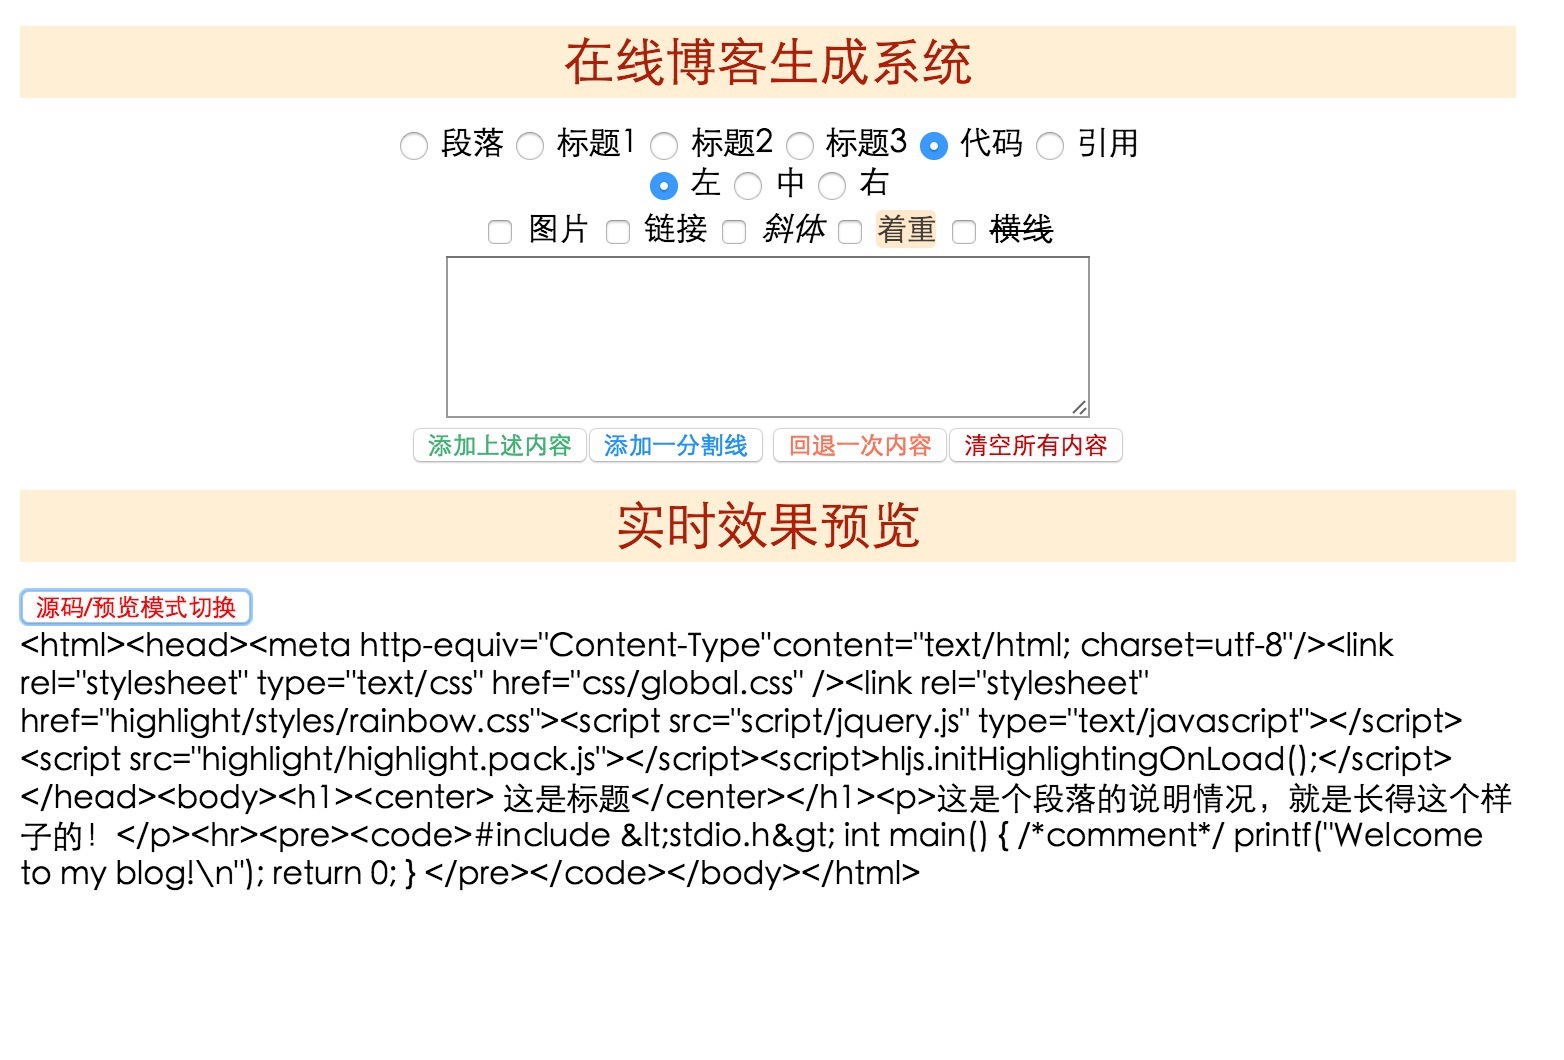 在线博客生成系统
段落 标题1 标题2 标题3 代码 引用
左 中 右
图片 链接 斜体 着重 横线
添加上述内容 添加一分割线 回退一次内容 清空所有内容
实时效果预览
源码/预览模式切换
<html><head><meta http-equiv="Content-Type"content="text/html; charset=utf-8"/><link
rel="stylesheet" type="text/css" href="css/global.css" /><link rel="stylesheet"
href="highlight/styles/rainbow.css"><script src="script/jquery.js" type="text/javascript"></script>
<script src="highlight/highlight.pack.js"></script><script>hljs.initHighlightingOnLoad();</script>
</head><body><h1><center> 这是标题</center></h1><p>这是个段落的说明情况，就是长得这个样
子的！</p><hr><pre><code>#include &lt;stdio.h&gt; int main() { /*comment*/ printf("Welcome
to my blog!\n"); return 0; } </pre></code></body></html>